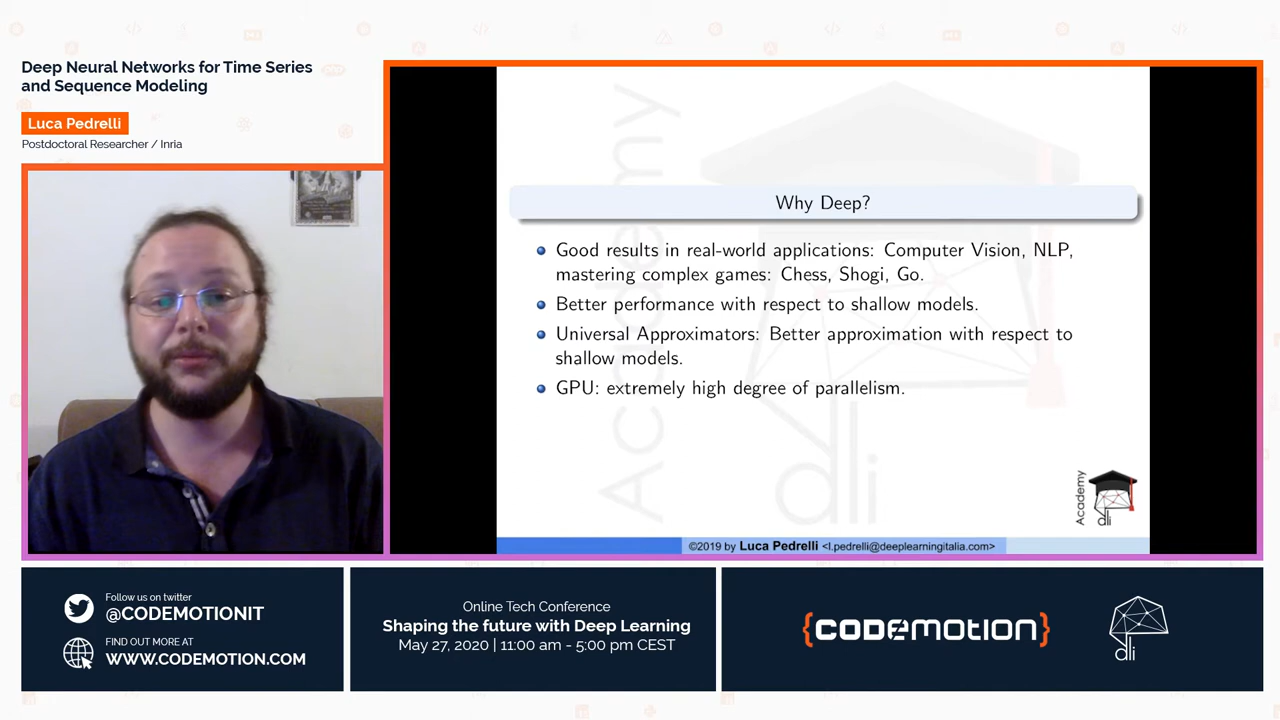 Deep Neural Networks for Time Series
and Sequence Modeling
Luca Pedrelli
Postdoctoral Researcher / Inria
Academy
dli
Why Deep?
Good results in real-world applications: Computer Vision, NLP,
mastering complex games: Chess, Shogi, Go.
Better performance with respect to shallow models.
Universal Approximators: Better approximation with respect to
shallow models.
GPU: extremely high degree of parallelism.
Academy
dli
©2019 by Luca Pedrelli <l.pedrelli@deeplearningitalia.com>
Follow us on twitter
@CODEMOTIONIT
FIND OUT MORE AT
WWW.CODEMOTION.COM
Online Tech Conference
Shaping the future with Deep Learning
May 27, 2020 | 11:00 am - 5:00 pm CEST
{CODEMOTION}
dli